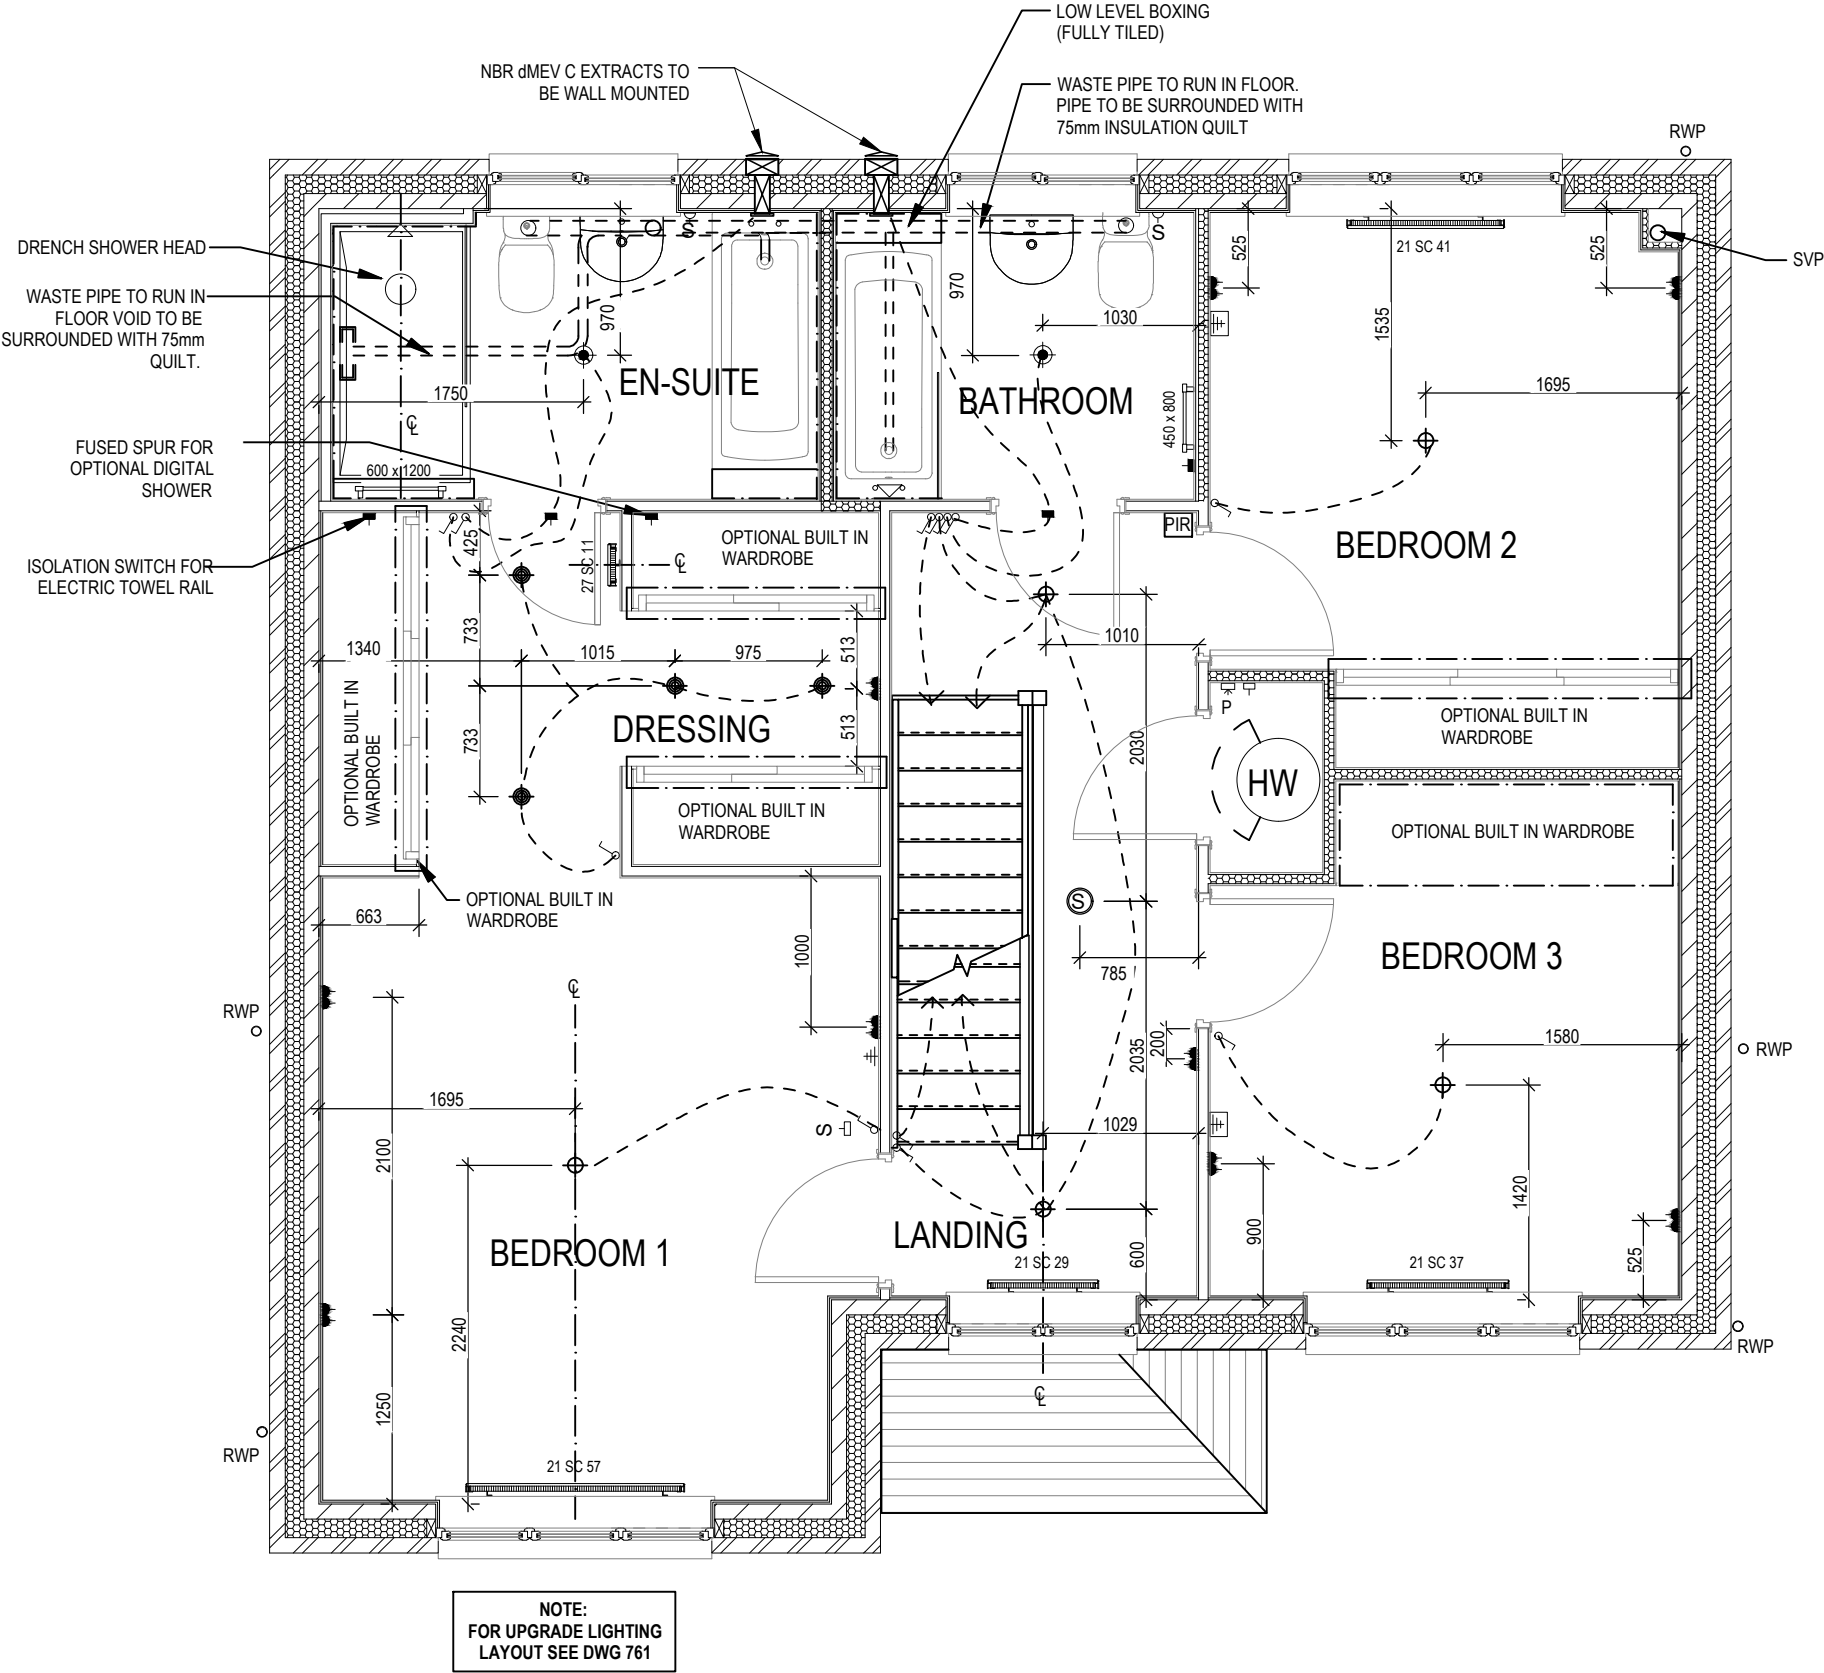 LOW LEVEL BOXING
(FULLY TILED)
NBR dMEV C EXTRACTS TO
BE WALL MOUNTED
WASTE PIPE TO RUN IN FLOOR.
PIPE TO BE SURROUNDED WITH
75mm INSULATION QUILT
RWP
DRENCH SHOWER HEAD
WASTE PIPE TO RUN IN
FLOOR VOID TO BE
SURROUNDED WITH 75mm
QUILT.
S
S
21 SC 41
SVP
525
525
970
970
1030
1535
EN-SUITE
BATHROOM
1750
1695
450 x 800
℄
600 x 1200
FUSED SPUR FOR
OPTIONAL DIGITAL
SHOWER
ISOLATION SWITCH FOR
ELECTRIC TOWEL RAIL
425
27 SC 11
℄
OPTIONAL BUILT IN
WARDROBE
PIR
BEDROOM 2
733
1340
1015
975
513
1010
OPTIONAL BUILT IN
WARDROBE
DRESSING
733
513
2030
P
HW
OPTIONAL BUILT IN
WARDROBE
OPTIONAL BUILT IN
WARDROBE
OPTIONAL BUILT IN WARDROBE
OPTIONAL BUILT IN
WARDROBE
663
1000
S
785
BEDROOM 3
℄
RWP
200
2035
1580
RWP
1695
S
1029
2100
1420
2240
BEDROOM 1
LANDING
600
900
525
21 SC 29
21 SC 37
RWP
℄
1250
RWP
21 SC 57
NOTE:
FOR UPGRADE LIGHTING
LAYOUT SEE DWG 761